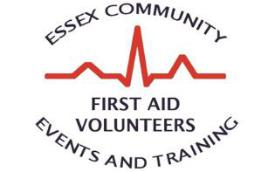 ESSEX COMMUNITY
FIRST AID
VOLUNTEERS
EVENTS AND TRAINING